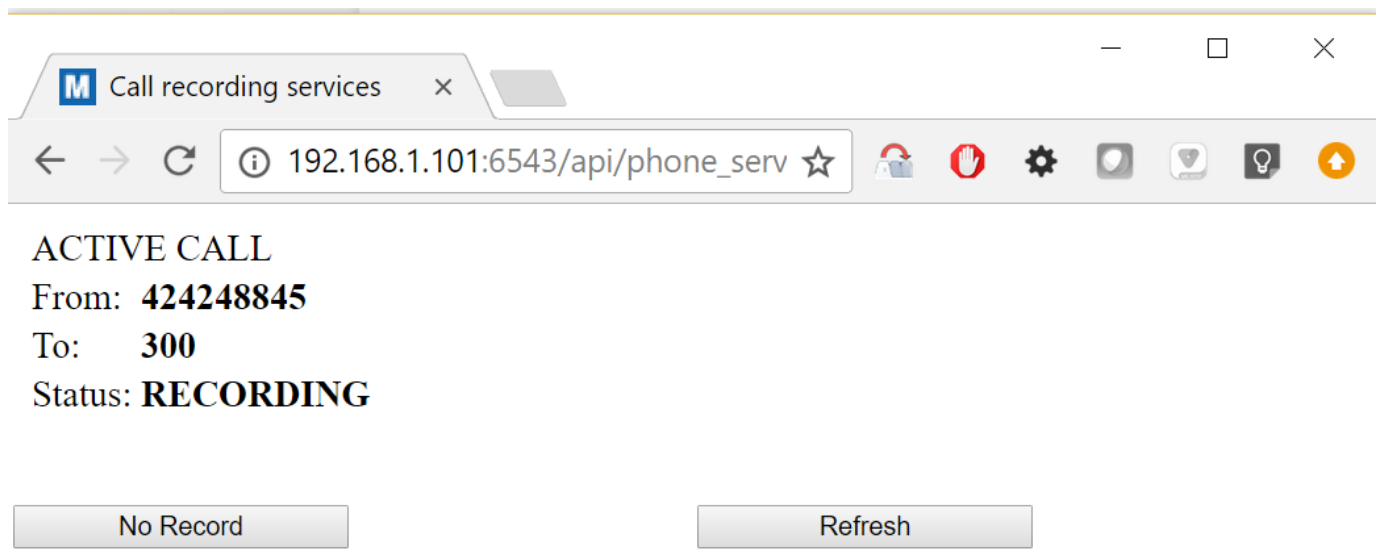 M Call recording services
192.168.1.101:6543/api/phone_serv
ACTIVE CALL
From: 424248845
To: 300
Status: RECORDING
No Record Refresh